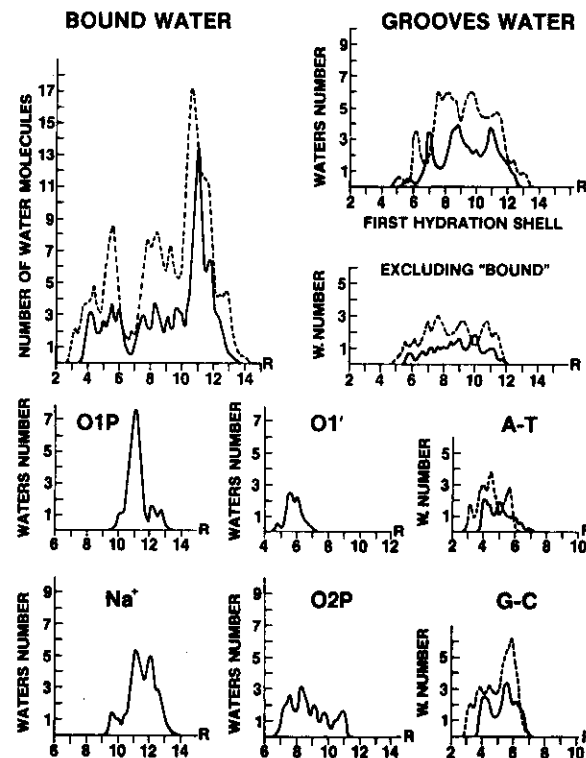 BOUND WATER
NUMBER OF WATER MOLECULES
17
13
9
5
3
1
2 4 6 8 10 12 14 R
GROOVES WATER
WATERS NUMBER
9
7
5
3
1
2 4 6 8 10 12 14 R
FIRST HYDRATION SHELL
EXCLUDING "BOUND"
W. NUMBER
5
3
1
2 4 6 8 10 12 14 R
O1P
WATERS NUMBER
7
5
3
1
8 10 12 14 R
O1'
WATERS NUMBER
7
5
3
1
4 6 8 10 12 R
A-T
W. NUMBER
5
3
1
2 4 6 8 10 R
Na+
WATERS NUMBER
9
7
5
3
1
8 10 12 14 R
O2P
WATERS NUMBER
9
7
5
3
1
6 8 10 12 14 R
G-C
W. NUMBER
7
5
3
1
2 4 6 8 10